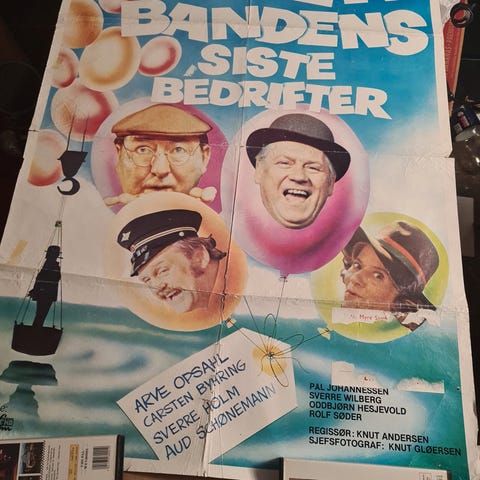 BANDENS
SISTE
BEDRIFTER
ARVE OPSAHL
CARSTEN BYHRING
SVERRE HOLM
AUD SCHØNEMANN
PÅL JOHANNESSEN
SVERRE WILBERG
ODDBJØRN HESJEVOLD
ROLF SØDER
REGISSØR: KNUT ANDERSEN
SJEFSFOTOGRAF: KNUT GLØERSEN